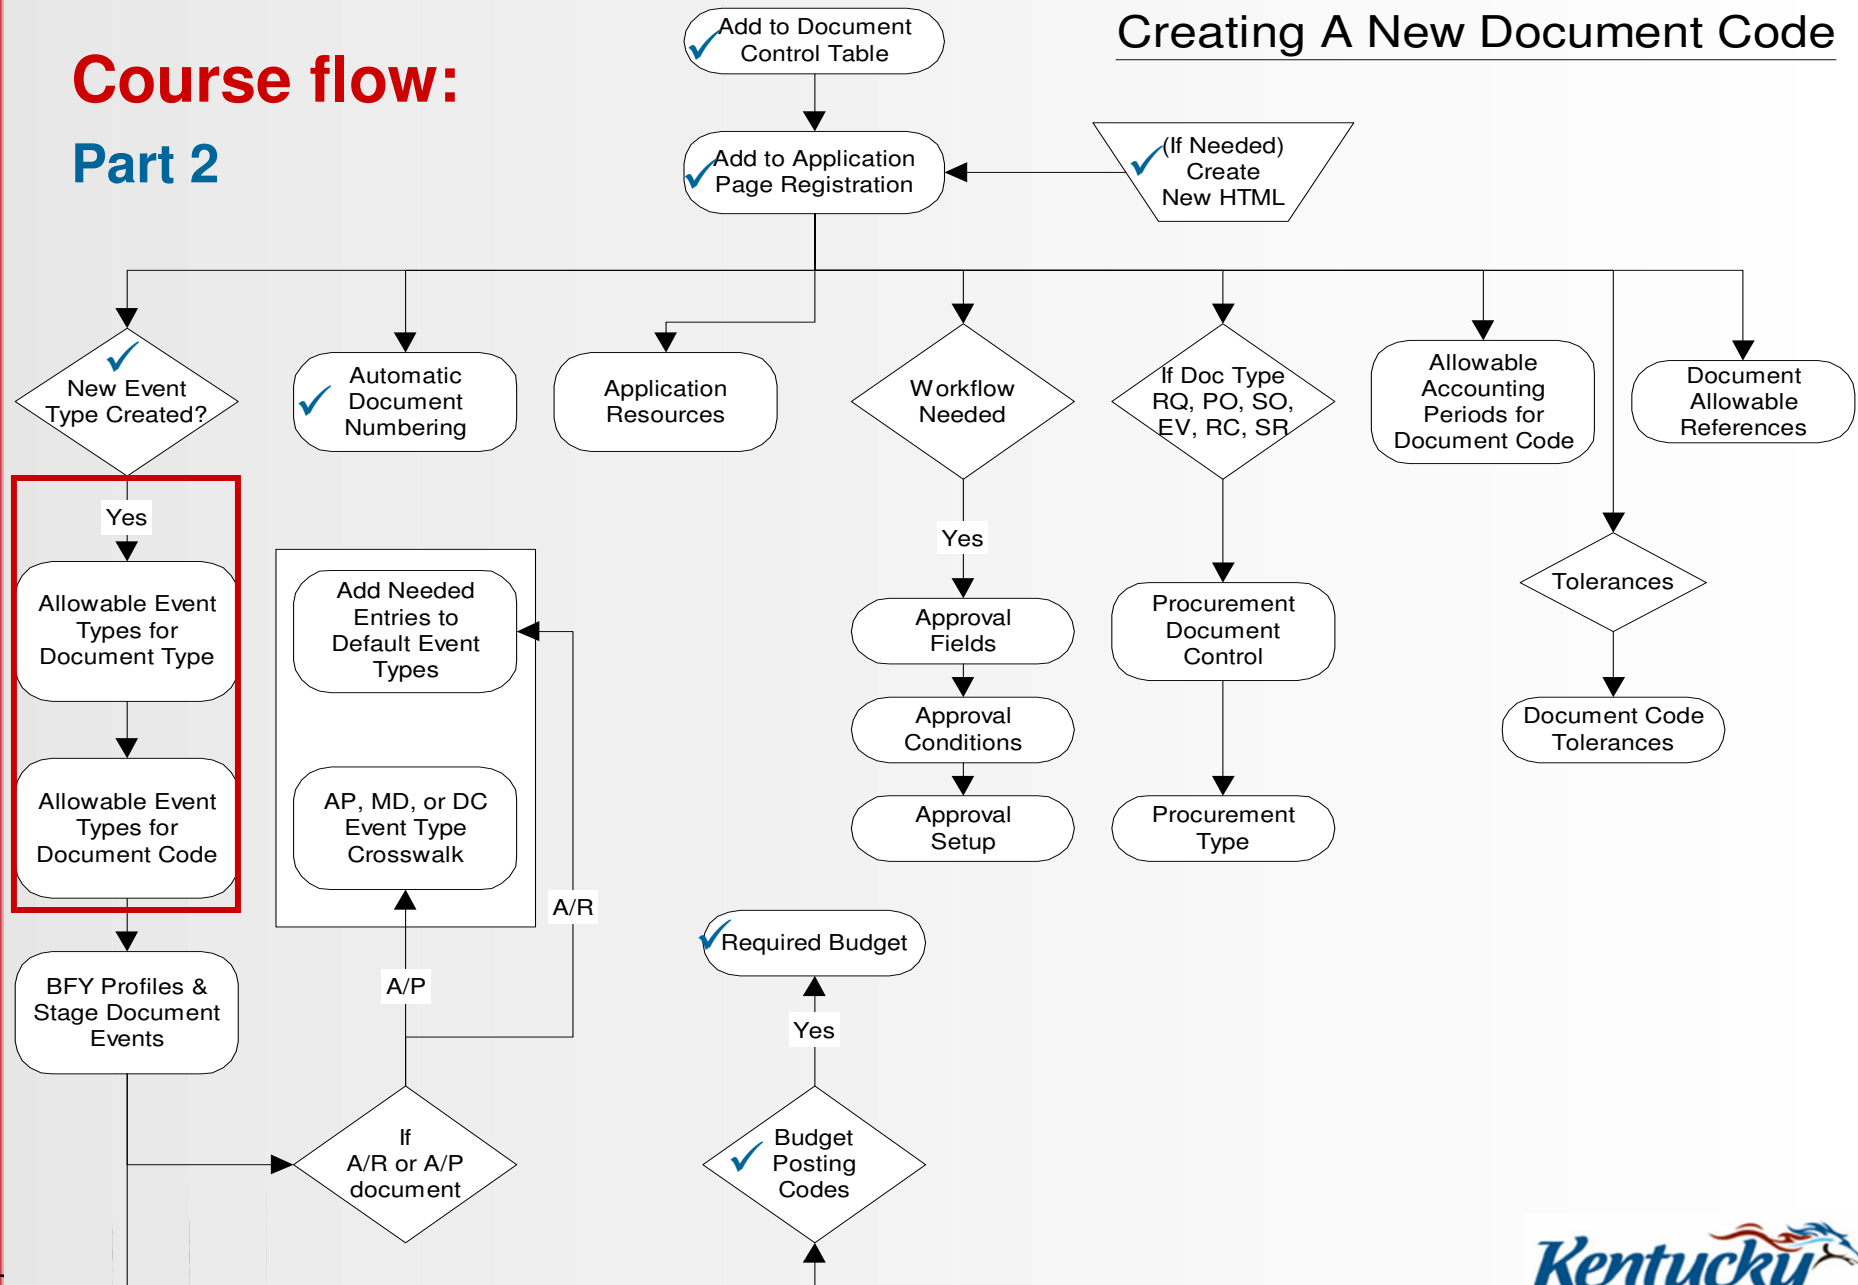 Creating A New Document Code
Course flow:
Part 2
Add to Document
Control Table
Add to Application
Page Registration
(If Needed)
Create
New HTML
New Event
Type Created?
Automatic
Document
Numbering
Application
Resources
Workflow
Needed
If Doc Type
RQ, PO, SO,
EV, RC, SR
Allowable
Accounting
Periods for
Document Code
Document
Allowable
References
Yes
Allowable Event
Types for
Document Type
Allowable Event
Types for
Document Code
BFY Profiles &
Stage Document
Events
Add Needed
Entries to
Default Event
Types
AP, MD, or DC
Event Type
Crosswalk
A/R
A/P
If
A/R or A/P
document
Yes
Approval
Fields
Approval
Conditions
Approval
Setup
Procurement
Document
Control
Procurement
Type
Tolerances
Document Code
Tolerances
Required Budget
Yes
Budget
Posting
Codes
Kentucky